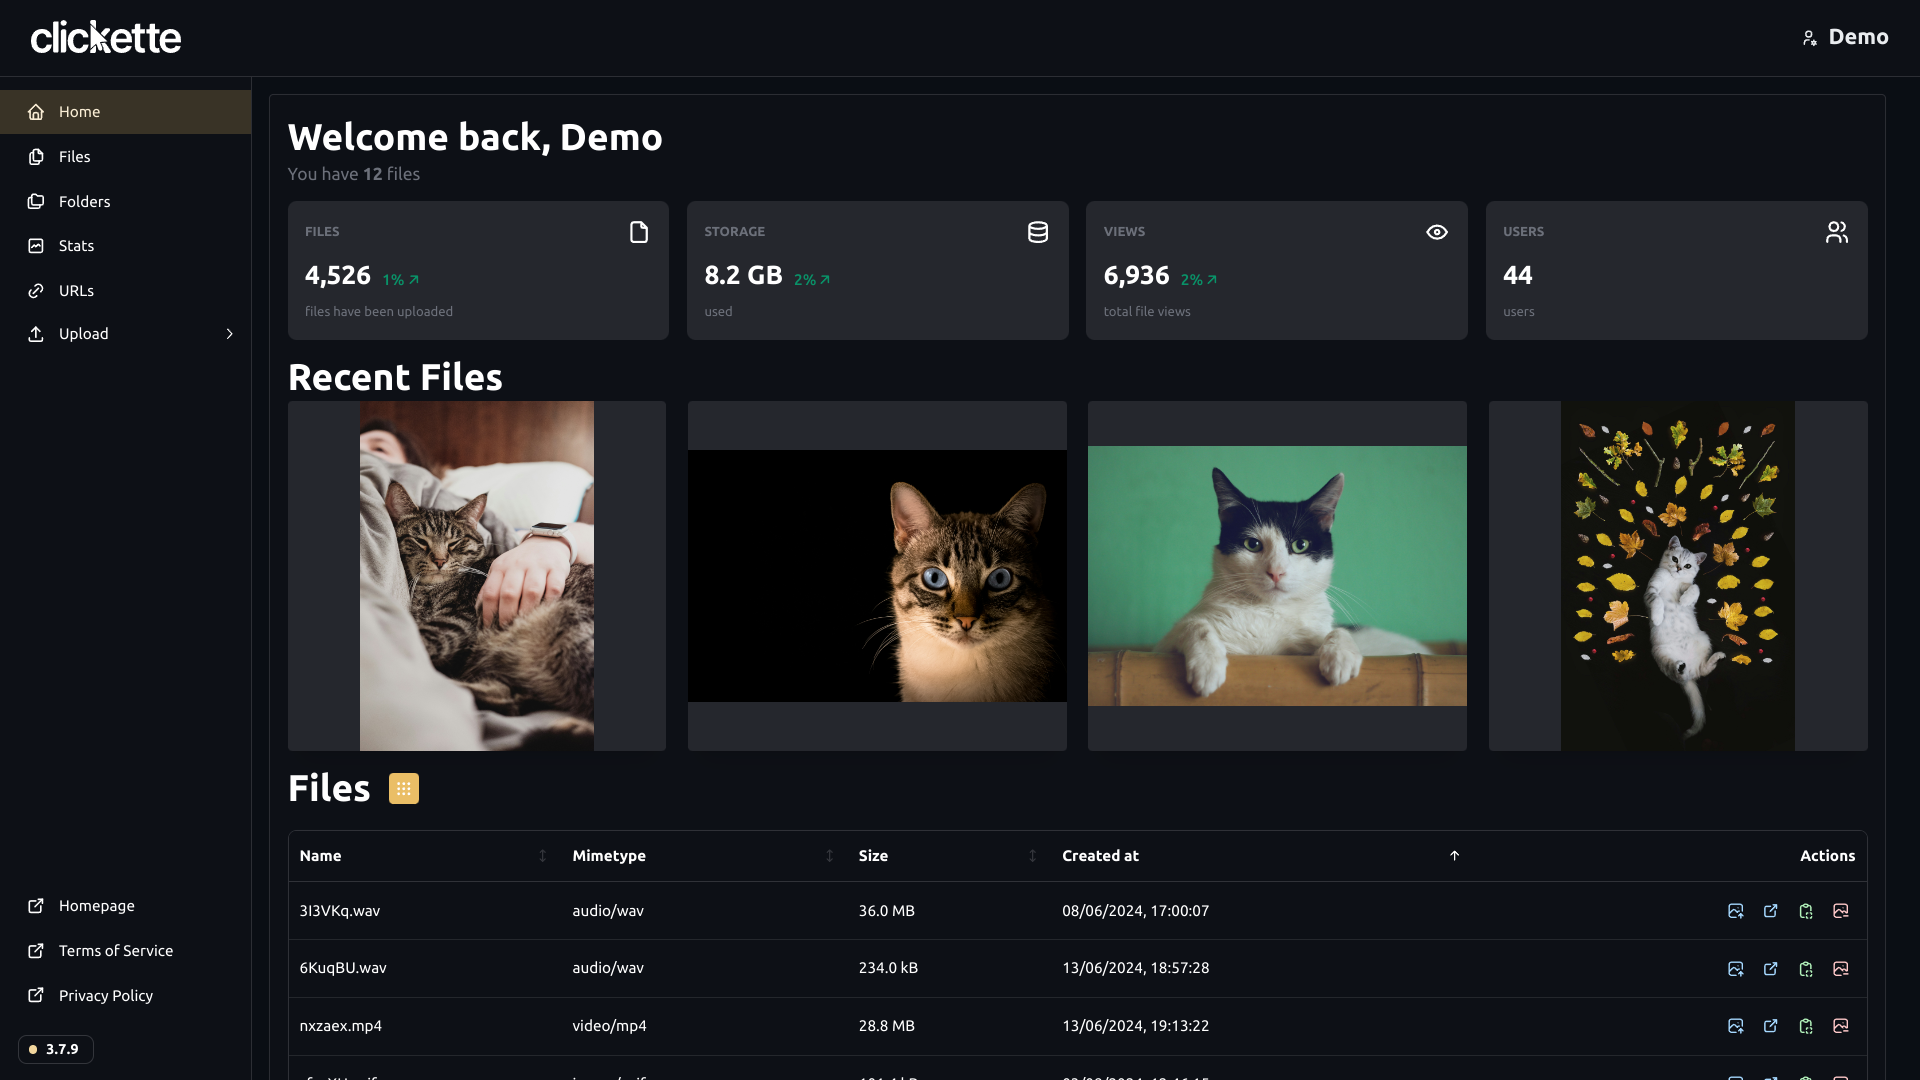 clickette
Demo
Home
Files
Folders
Stats
URLs
Upload
Homepage
Terms of Service
Privacy Policy
3.7.9
Welcome back, Demo
You have 12 files
FILES
4,526 1%
files have been uploaded
STORAGE
8.2 GB 2%
used
VIEWS
6,936 2%
total file views
USERS
44
users
Recent Files
Files
Name Mimetype Size Created at Actions
3I3VKq.wav audio/wav 36.0 MB 08/06/2024, 17:00:07
6KuqBU.wav audio/wav 234.0 kB 13/06/2024, 18:57:28
nxzaex.mp4 video/mp4 28.8 MB 13/06/2024, 19:13:22